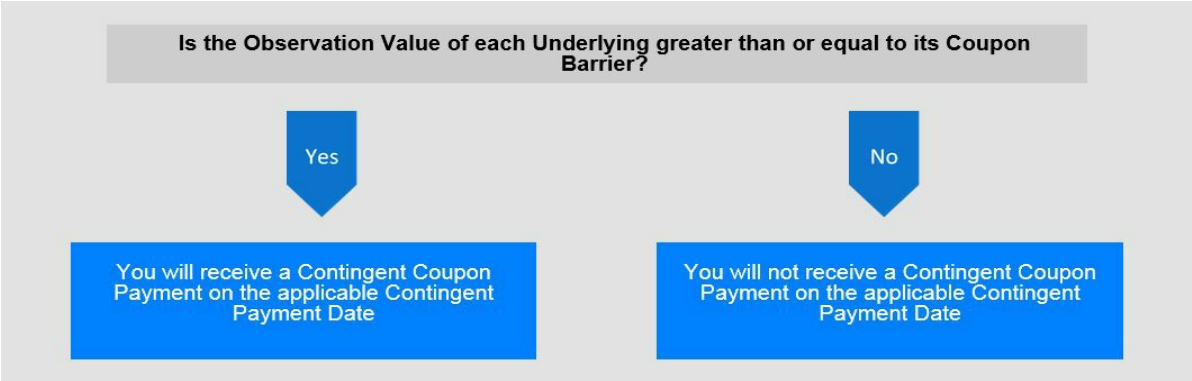 Is the Observation Value of each Underlying greater than or equal to its Coupon
Barrier?
Yes
No
You will receive a Contingent Coupon
Payment on the applicable Contingent
Payment Date
You will not receive a Contingent Coupon
Payment on the applicable Contingent
Payment Date